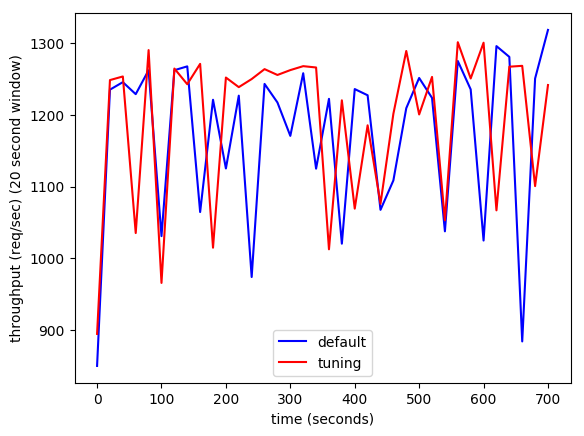 throughput (req/sec) (20 second window)
1300
1200
1100
1000
900
default
tuning
0 100 200 300 400 500 600 700
time (seconds)